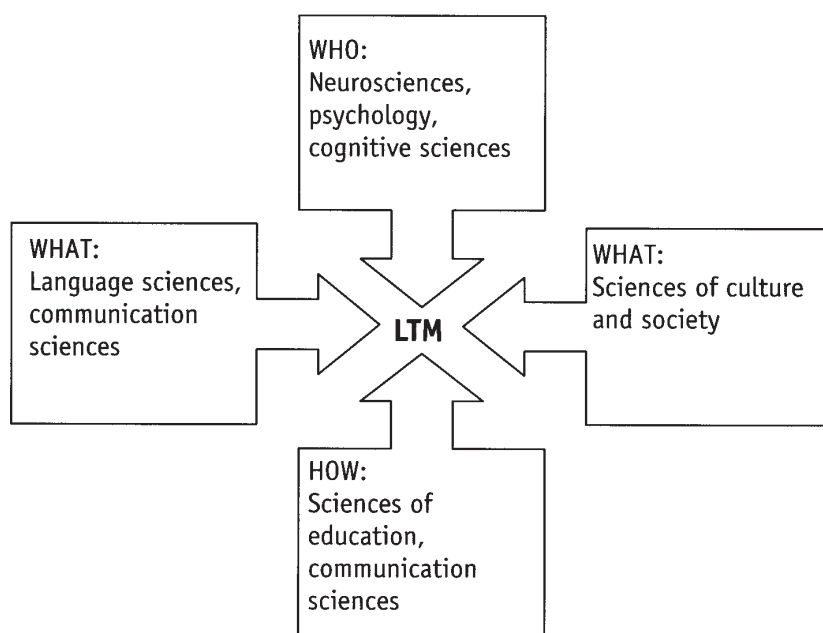 WHO:
Neurosciences,
psychology,
cognitive sciences
WHAT:
Language sciences,
communication
sciences
LTM
WHAT:
Sciences of culture
and society
HOW:
Sciences of
education,
communication
sciences